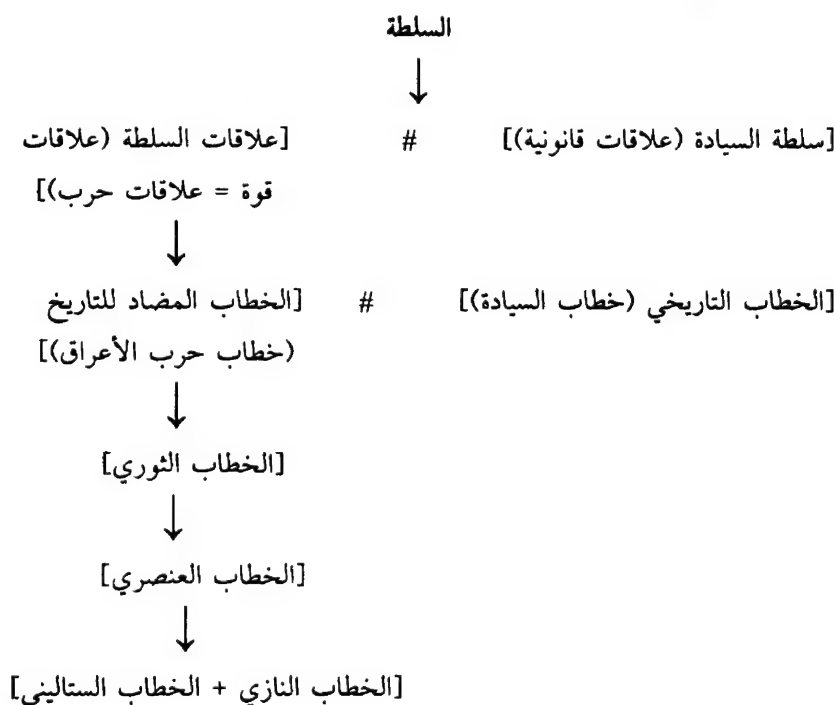 السلطة
↓
[سلطة السيادة (علاقات قانونية)] # [علاقات السلطة (علاقات
قوة = علاقات حرب)]
↓
[الخطاب التاريخي (خطاب السيادة)] # [الخطاب المضاد للتاريخ
(خطاب حرب الأعراق)]
↓
[الخطاب الثوري]
↓
[الخطاب العنصري]
↓
[الخطاب النازي + الخطاب الستاليني]